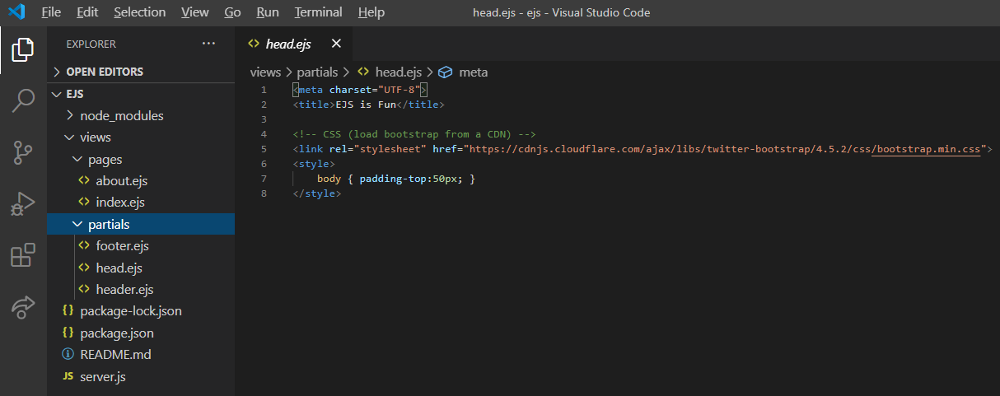 File Edit Selection View Go Run Terminal Help head.ejs - ejs - Visual Studio Code
EXPLORER ···
OPEN EDITORS
EJS
node_modules
views
pages
about.ejs
index.ejs
partials
footer.ejs
head.ejs
header.ejs
package-lock.json
package.json
README.md
JS server.js
head.ejs
views > partials > head.ejs > meta
1 <meta charset="UTF-8">
2 <title>EJS is Fun</title>
3
4 <!-- CSS (load bootstrap from a CDN) -->
5 <link rel="stylesheet" href="https://cdnjs.cloudflare.com/ajax/libs/twitter-bootstrap/4.5.2/css/bootstrap.min.css">
6 <style>
7 body { padding-top:50px; }
8 </style>